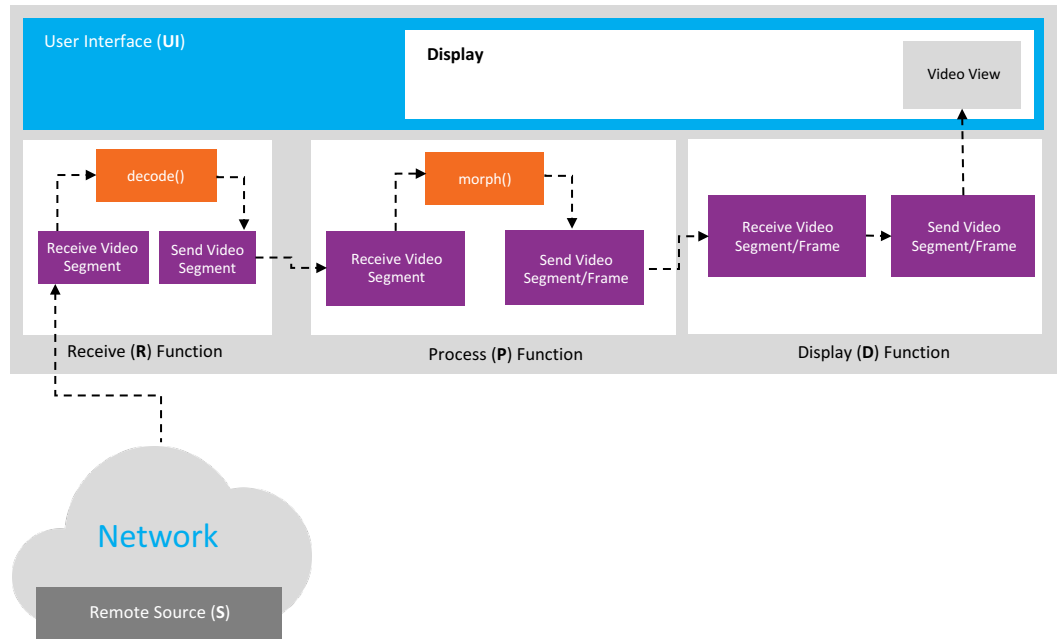 User Interface (UI)
Display
Video View
decode()
Receive Video
Segment
Send Video
Segment
Receive (R) Function
morph()
Receive Video
Segment
Send Video
Segment/Frame
Process (P) Function
Receive Video
Segment/Frame
Send Video
Segment/Frame
Display (D) Function
Network
Remote Source (S)